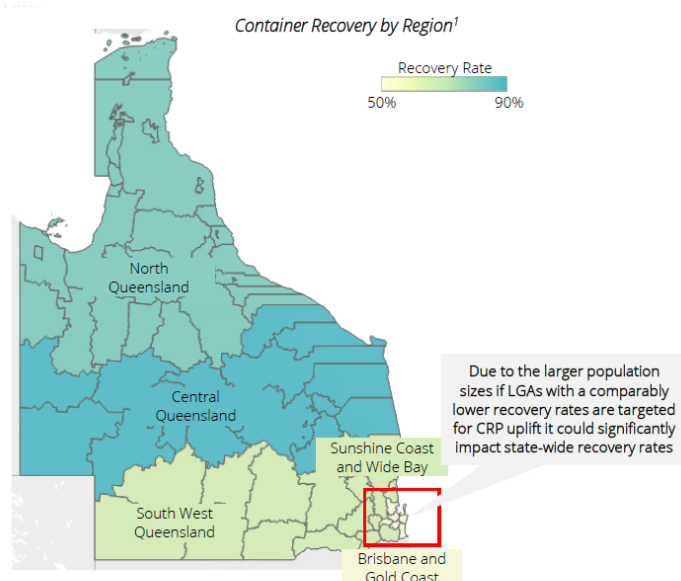 Container Recovery by Region¹
Recovery Rate
50%
90%
North
Queensland
Central
Queensland
Due to the larger population
sizes if LGAs with a comparably
lower recovery rates are targeted
for CRP uplift it could significantly
impact state-wide recovery rates
Sunshine Coast
and Wide Bay
South West
Queensland
Brisbane and
Gold Coast